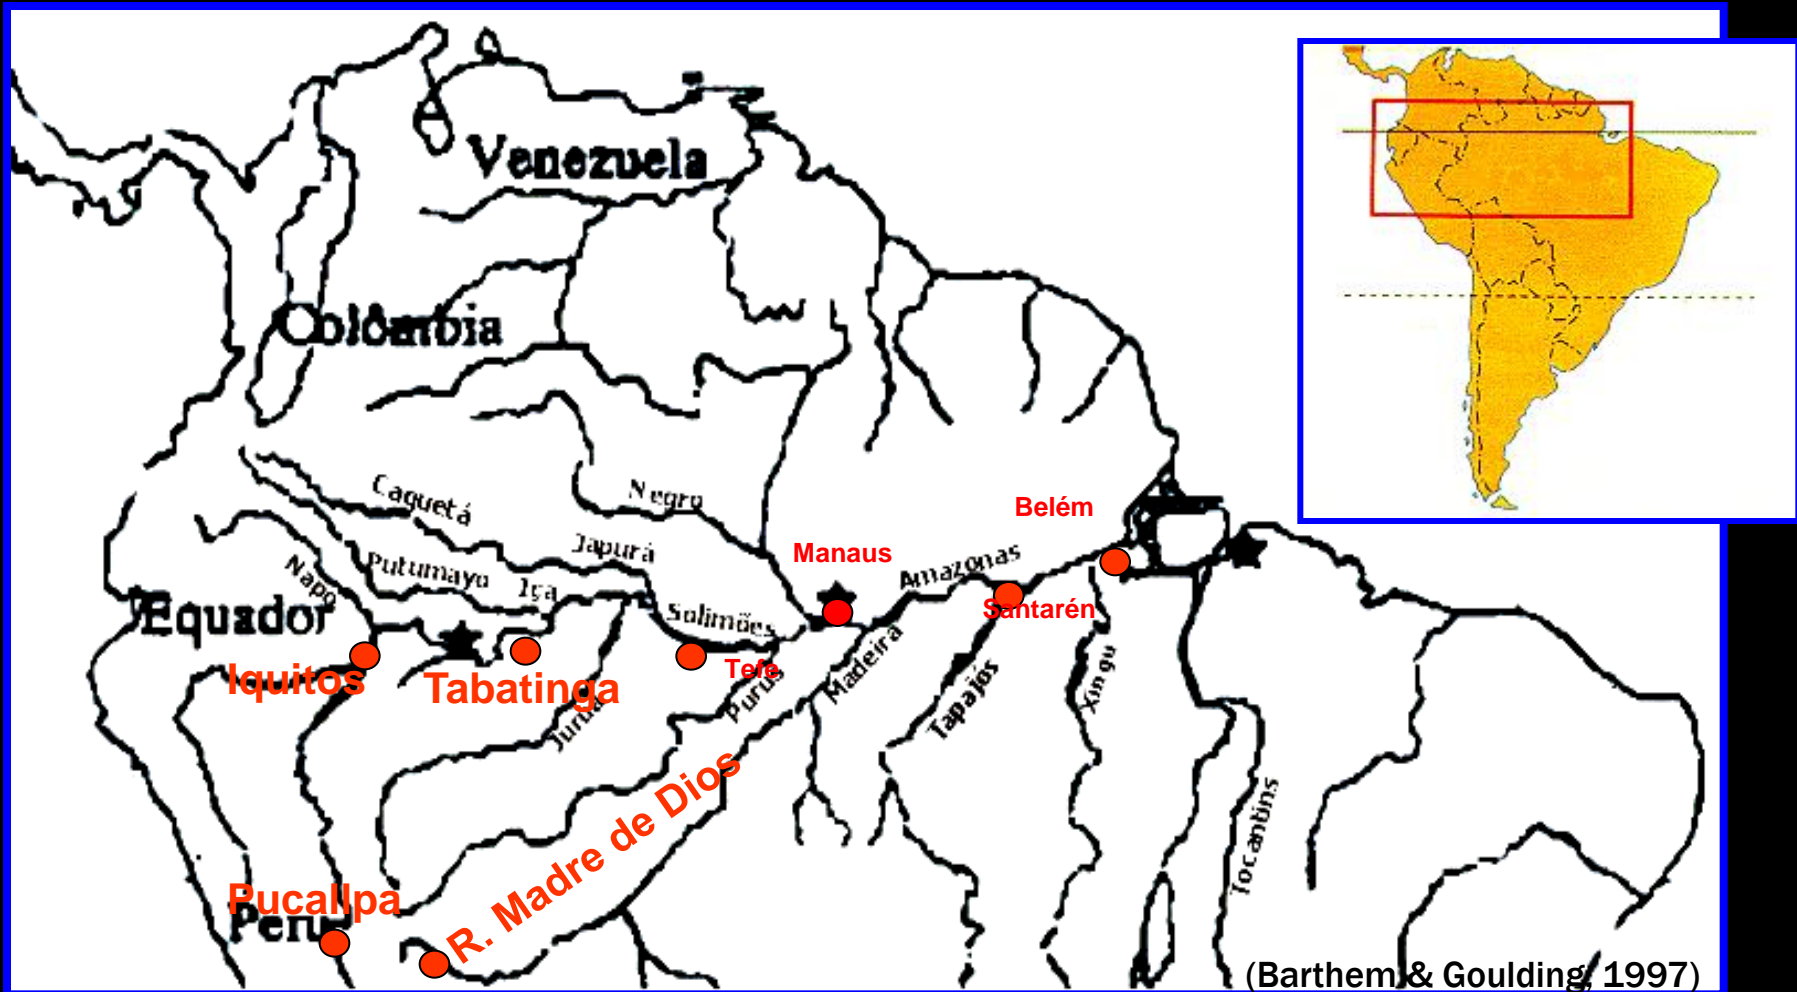 Venezuela
Colômbia
Caquetá
Negro
Belém
Japurá
Manaus
Amazonas
Putumayo
Napo
Iça
Equador
Solimões
Santarén
Iquitos
Tabatinga
Tefe
Purus
Madeira
Juruá
Tapajós
Xingu
R. Madre de Dios
Tocantins
Pucallpa
Peru
(Barthem & Goulding, 1997)